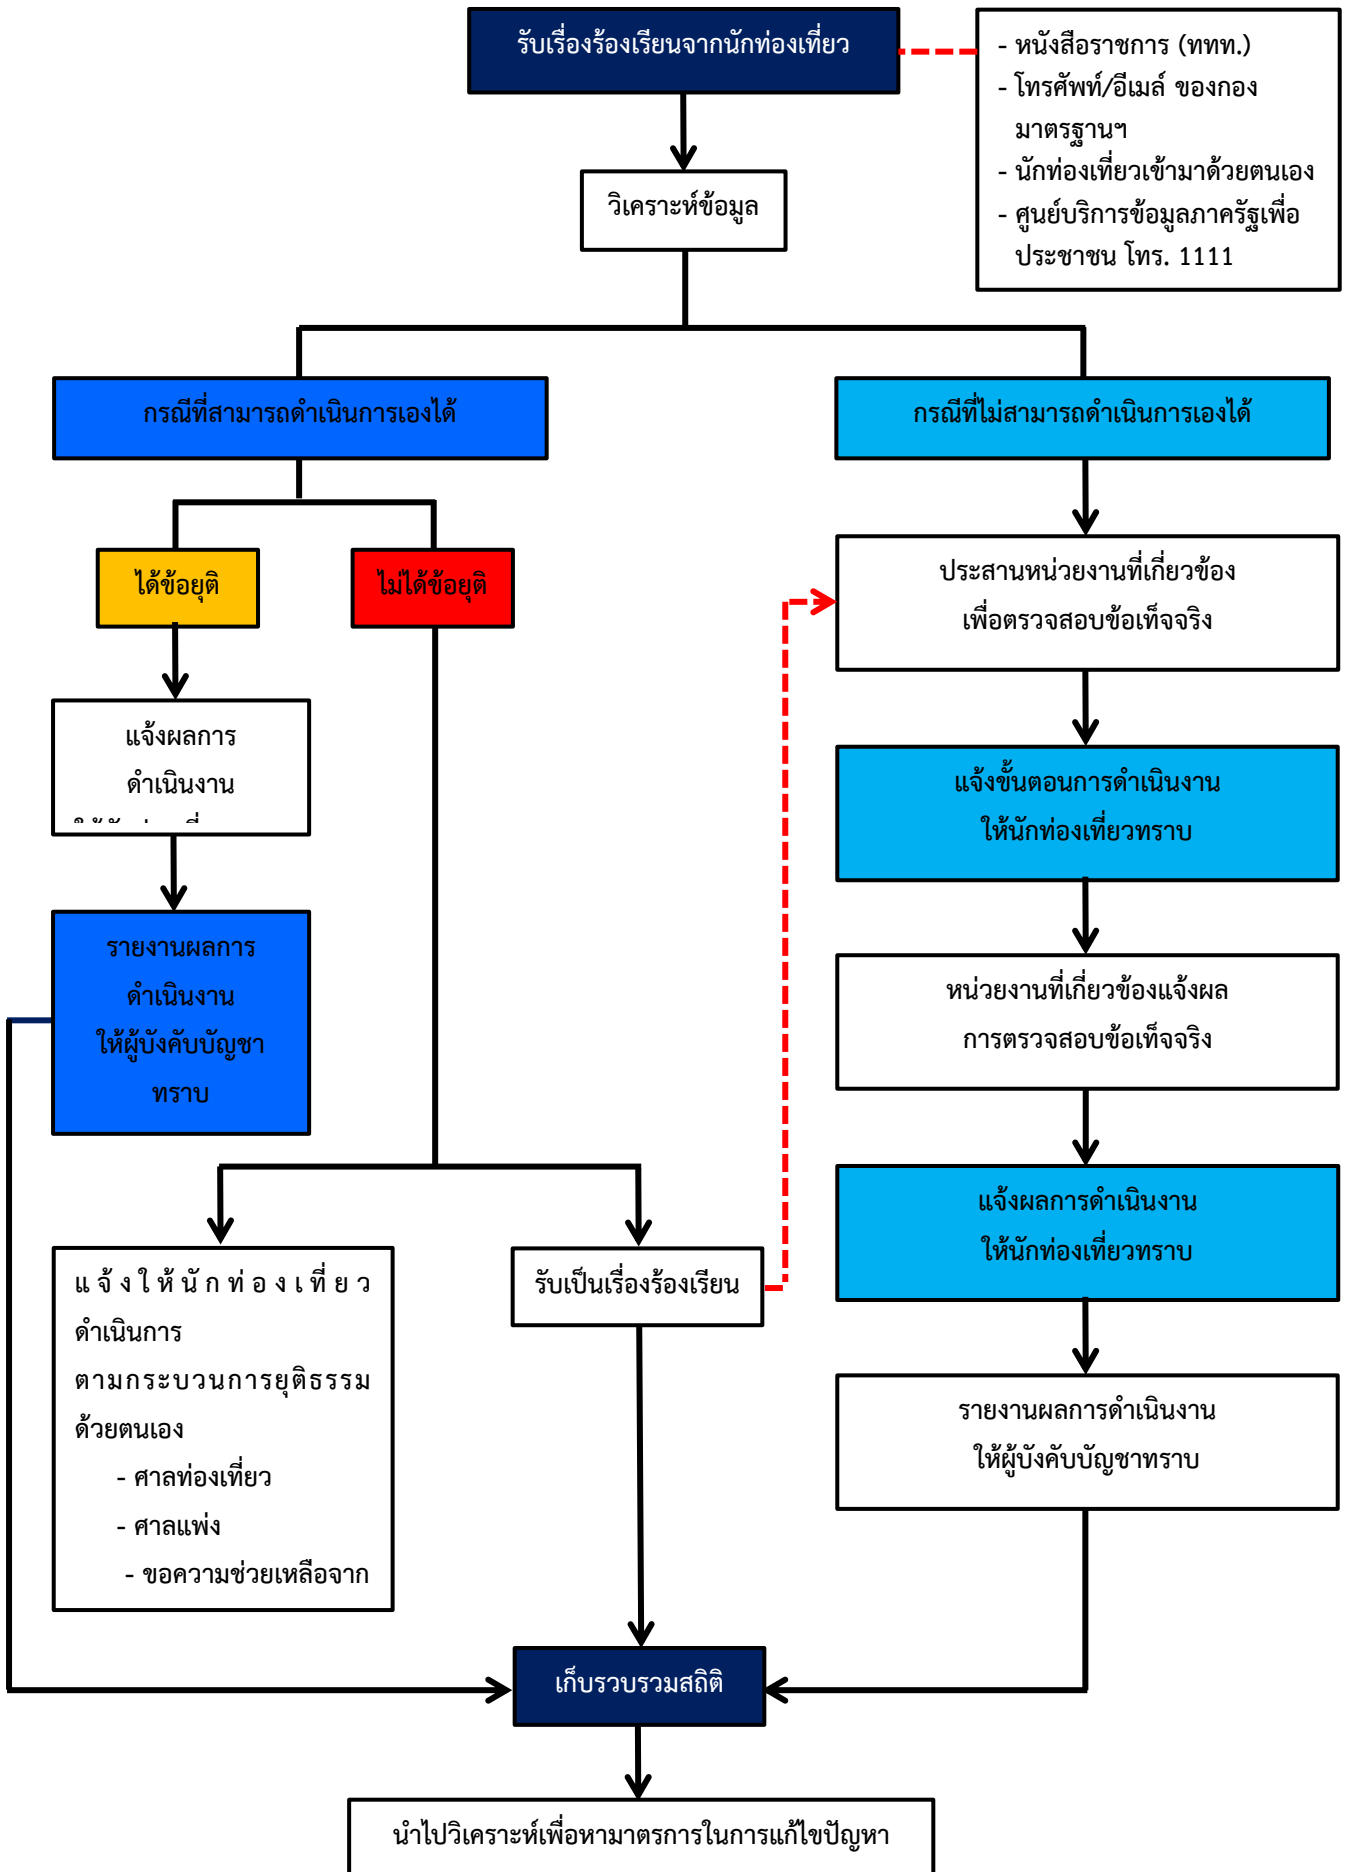 รับเรื่องร้องเรียนจากนักท่องเที่ยว
- หนังสือราชการ (ททท.)
- โทรศัพท์/อีเมล์ ของกอง
มาตรฐานฯ
- นักท่องเที่ยวเข้ามาด้วยตนเอง
- ศูนย์บริการข้อมูลภาครัฐเพื่อ
ประชาชน โทร. 1111
วิเคราะห์ข้อมูล
กรณีที่สามารถดำเนินการเองได้
กรณีที่ไม่สามารถดำเนินการเองได้
ได้ข้อยุติ
ไม่ได้ข้อยุติ
ประสานหน่วยงานที่เกี่ยวข้อง
เพื่อตรวจสอบข้อเท็จจริง
แจ้งผลการ
ดำเนินงาน
แจ้งขั้นตอนการดำเนินงาน
ให้นักท่องเที่ยวทราบ
รายงานผลการ
ดำเนินงาน
ให้ผู้บังคับบัญชา
ทราบ
หน่วยงานที่เกี่ยวข้องแจ้งผล
การตรวจสอบข้อเท็จจริง
แจ้งผลการดำเนินงาน
ให้นักท่องเที่ยวทราบ
แจ้งให้นักท่องเที่ยว
ดำเนินการ
ตามกระบวนการยุติธรรม
ด้วยตนเอง
- ศาลท่องเที่ยว
- ศาลแพ่ง
- ขอความช่วยเหลือจาก
รับเป็นเรื่องร้องเรียน
รายงานผลการดำเนินงาน
ให้ผู้บังคับบัญชาทราบ
เก็บรวบรวมสถิติ
นำไปวิเคราะห์เพื่อหามาตรการในการแก้ไขปัญหา